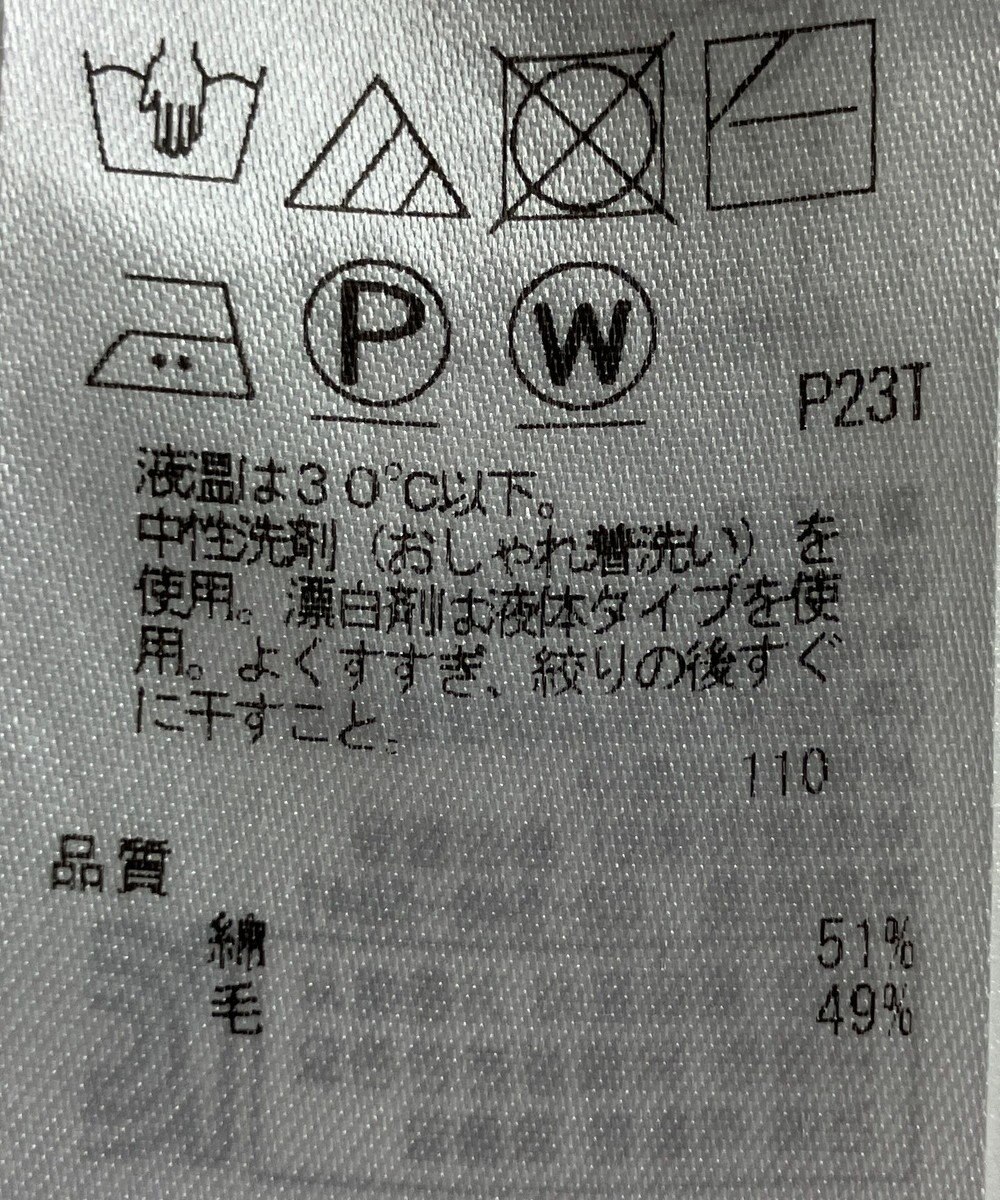 P
W
P23T
液温は30℃以下。
中性洗剤（おしゃれ着洗い）を
使用。漂白剤は液体タイプを使
用。よくすすぎ、絞りの後すぐ
に干すこと。
110
品質
綿 51%
毛 49%